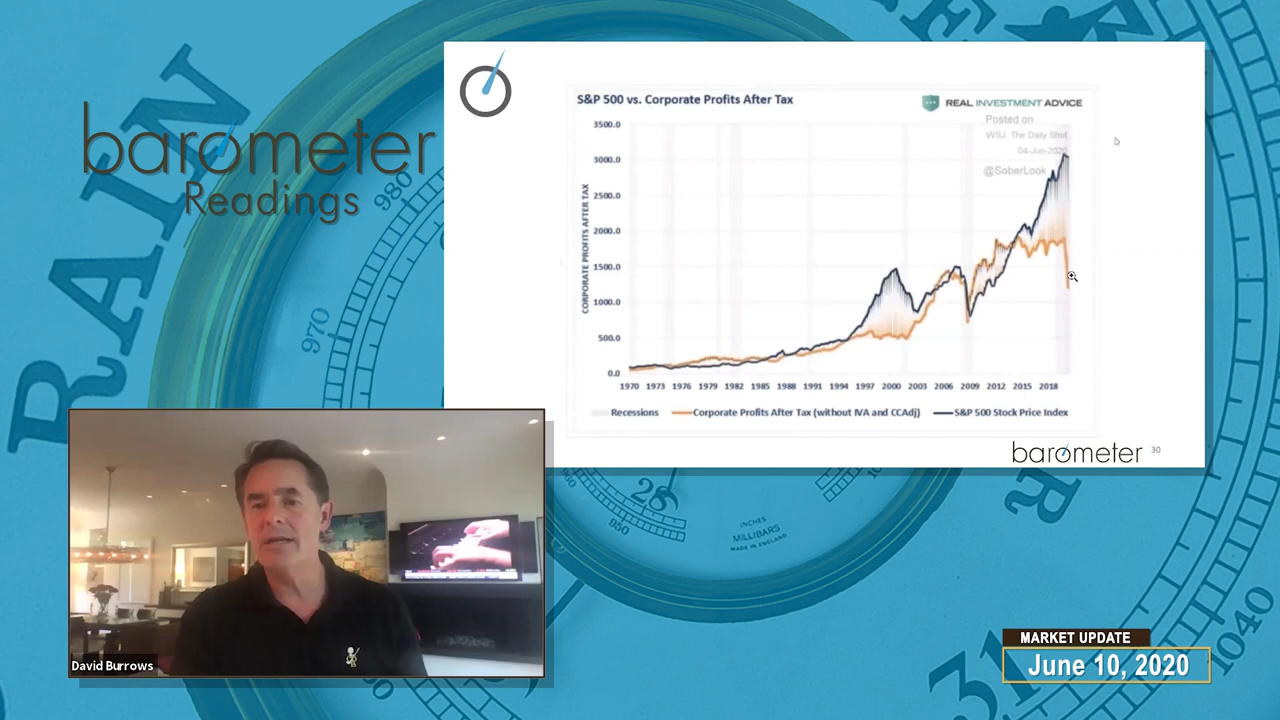 barometer
Readings
S&P 500 vs. Corporate Profits After Tax
REAL INVESTMENT ADVICE
Posted on
WSJ The Daily Shot
04-Jun-2020
@SoberLook
CORPORATE PROFITS AFTER TAX
3500.0
3000.0
2500.0
2000.0
1500.0
1000.0
500.0
0.0
1970 1973 1976 1979 1982 1985 1988 1991 1994 1997 2000 2003 2006 2009 2012 2015 2018
Recessions Corporate Profits After Tax (without IVA and CCAdj) S&P 500 Stock Price Index
barometer 30
RAIN
980
970
960
950
28
INCHES
MILLIBARS
MADE IN ENGLAND
31
1040
R
David Burrows
MARKET UPDATE
June 10, 2020